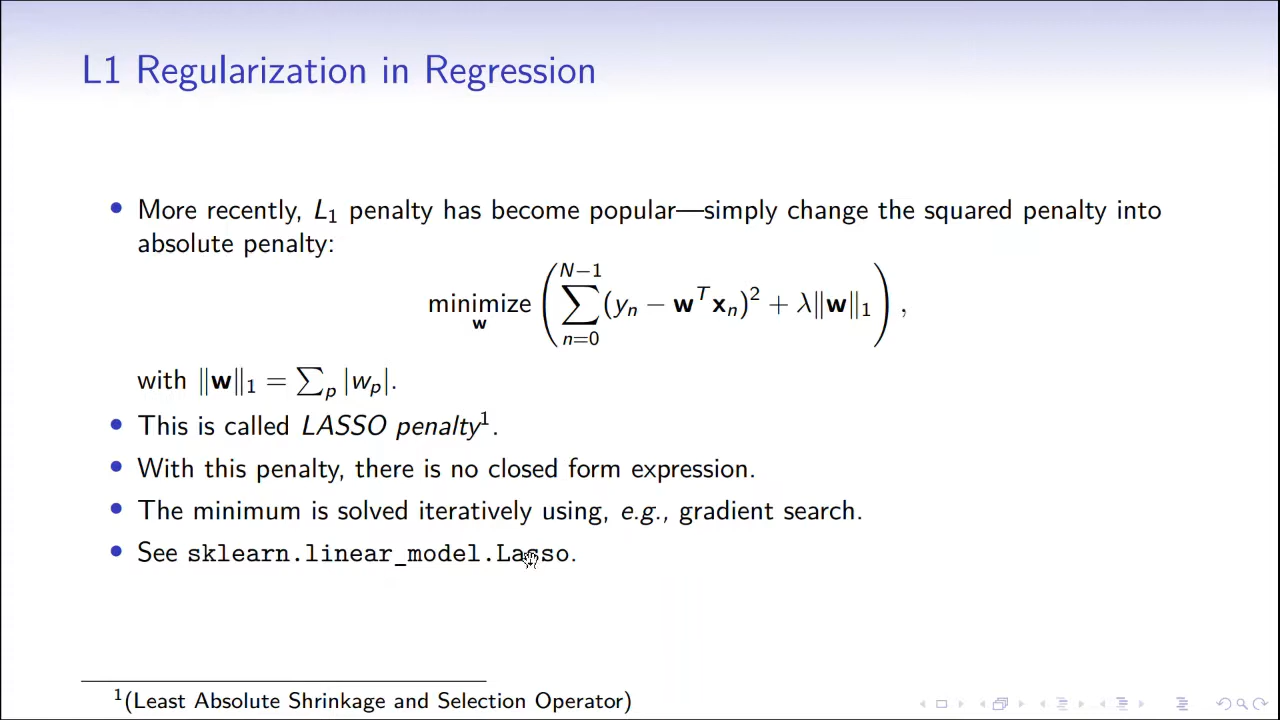 L1 Regularization in Regression
• More recently, L₁ penalty has become popular—simply change the squared penalty into
absolute penalty:
minimize_w ( ∑_{n=0}^{N−1} (yₙ − wᵀxₙ)² + λ‖w‖₁ ) ,
with ‖w‖₁ = ∑ₚ |wₚ|.
• This is called LASSO penalty¹.
• With this penalty, there is no closed form expression.
• The minimum is solved iteratively using, e.g., gradient search.
• See sklearn.linear_model.Lasso.
¹(Least Absolute Shrinkage and Selection Operator)